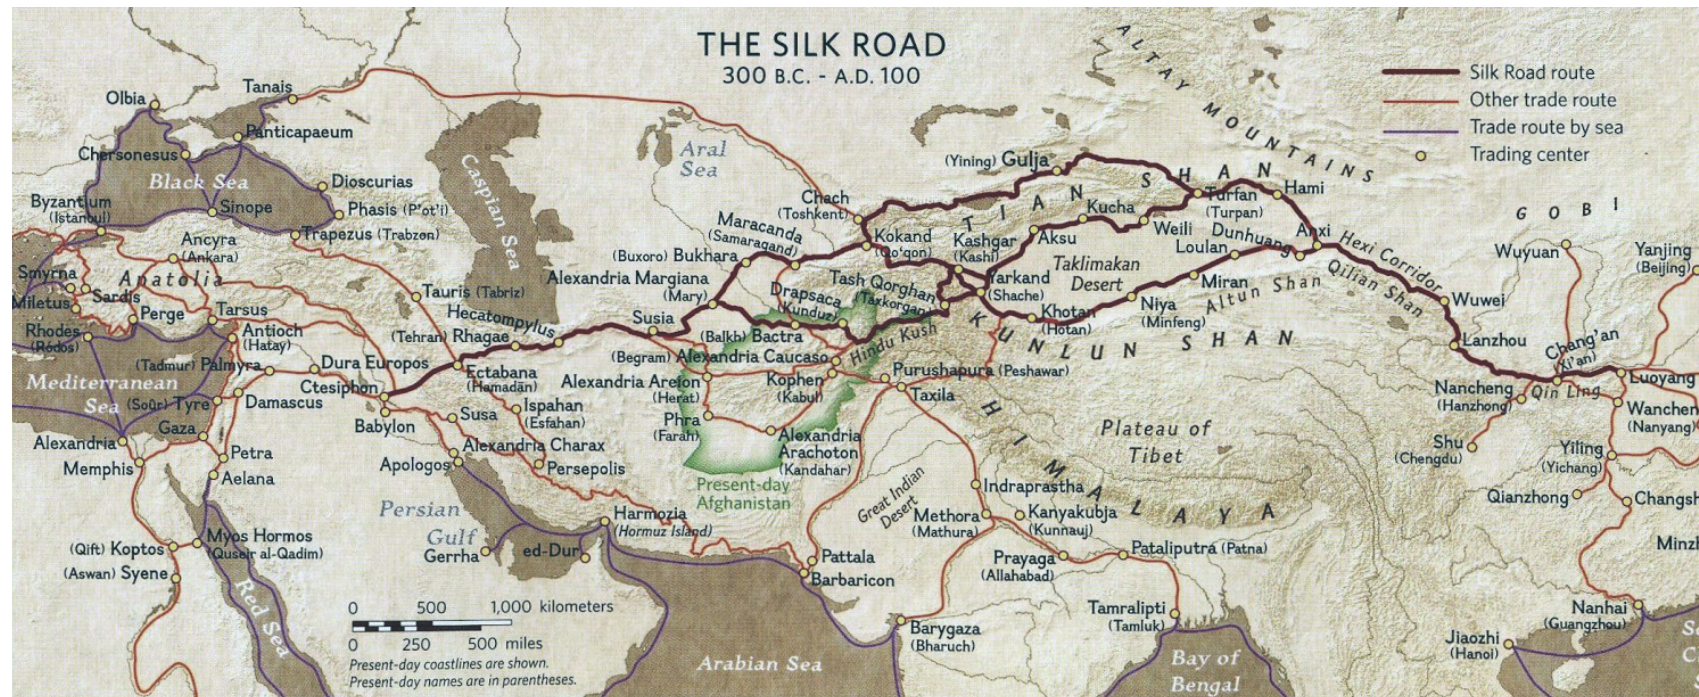 THE SILK ROAD
300 B.C. - A.D. 100
Silk Road route
Other trade route
Trade route by sea
Trading center
ALTAY MOUNTAINS
Olbia
Tanais
Panticapaeum
Chersonesus
Black Sea
Dioscurias
Phasis (P'ot'i)
Sinope
Trapezus (Trabzon)
Byzantium
(Istanbul)
Caspian Sea
Aral
Sea
Chach
(Toshkent)
(Yining) Gulja
TIAN SHAN
Turfan
(Turpan)
Hami
GOBI
Wuyuan
Yanjing
(Beijing)
Ancyra
(Ankara)
Anatolia
Smyrna
Sardis
Miletus
Rhodes
(Ródos)
Perge
Tarsus
Antioch
(Hatay)
Tauris (Tabriz)
Maracanda
(Samarqand)
(Buxoro) Bukhara
Alexandria Margiana
(Mary)
Kokand
(Qo'qon)
Kashgar
(Kashi)
Aksu
Kucha
Weili
Loulan
Dunhuang
Anxi
Hexi Corridor
Qilian Shan
Taklimakan
Desert
Yarkand
(Shache)
Tash Qorghan
(Taxkorgan)
Khotan
(Hotan)
Niya
(Minfeng)
Miran
Altun Shan
KUNLUN SHAN
Wuwei
Lanzhou
Chang'an
(Xi'an)
Luoyang
Qin Ling
Nancheng
(Hanzhong)
Wanchen
(Nanyang)
Shu
(Chengdu)
Yiling
(Yichang)
Qianzhong
Changsh
Minzh
Hecatompylus
(Tehran) Rhagae
Susia
Drapsaca
(Kunduz)
(Balkh) Bactra
Hindu Kush
(Begram) Alexandria Caucaso
Alexandria Areion
(Herat)
Kophen
(Kabul)
Purushapura (Peshawar)
Taxila
Phra
(Farah)
Alexandria
Arachoton
(Kandahar)
Present-day
Afghanistan
Ectabana
(Hamadān)
Dura Europos
(Tadmur) Palmyra
Ctesiphon
Mediterranean
Sea
(Soûr) Tyre
Damascus
Gaza
Babylon
Susa
Ispahan
(Esfahan)
Alexandria Charax
Persepolis
Apologos
Alexandria
Memphis
Petra
Aelana
Persian
Gulf
Gerrha
ed-Dur
Harmozia
(Hormuz Island)
Myos Hormos
(Quseir al-Qadim)
(Qift) Koptos
(Aswan) Syene
Red Sea
Great Indian
Desert
HIMALAYA
Plateau of
Tibet
Indraprastha
Methora
(Mathura)
Kanyakubja
(Kunnauj)
Prayaga
(Allahabad)
Pataliputra (Patna)
Pattala
Barbaricon
Tamralipti
(Tamluk)
Barygaza
(Bharuch)
Arabian Sea
Bay of
Bengal
Jiaozhi
(Hanoi)
Nanhai
(Guangzhou)
S
C
0 500 1,000 kilometers
0 250 500 miles
Present-day coastlines are shown.
Present-day names are in parentheses.